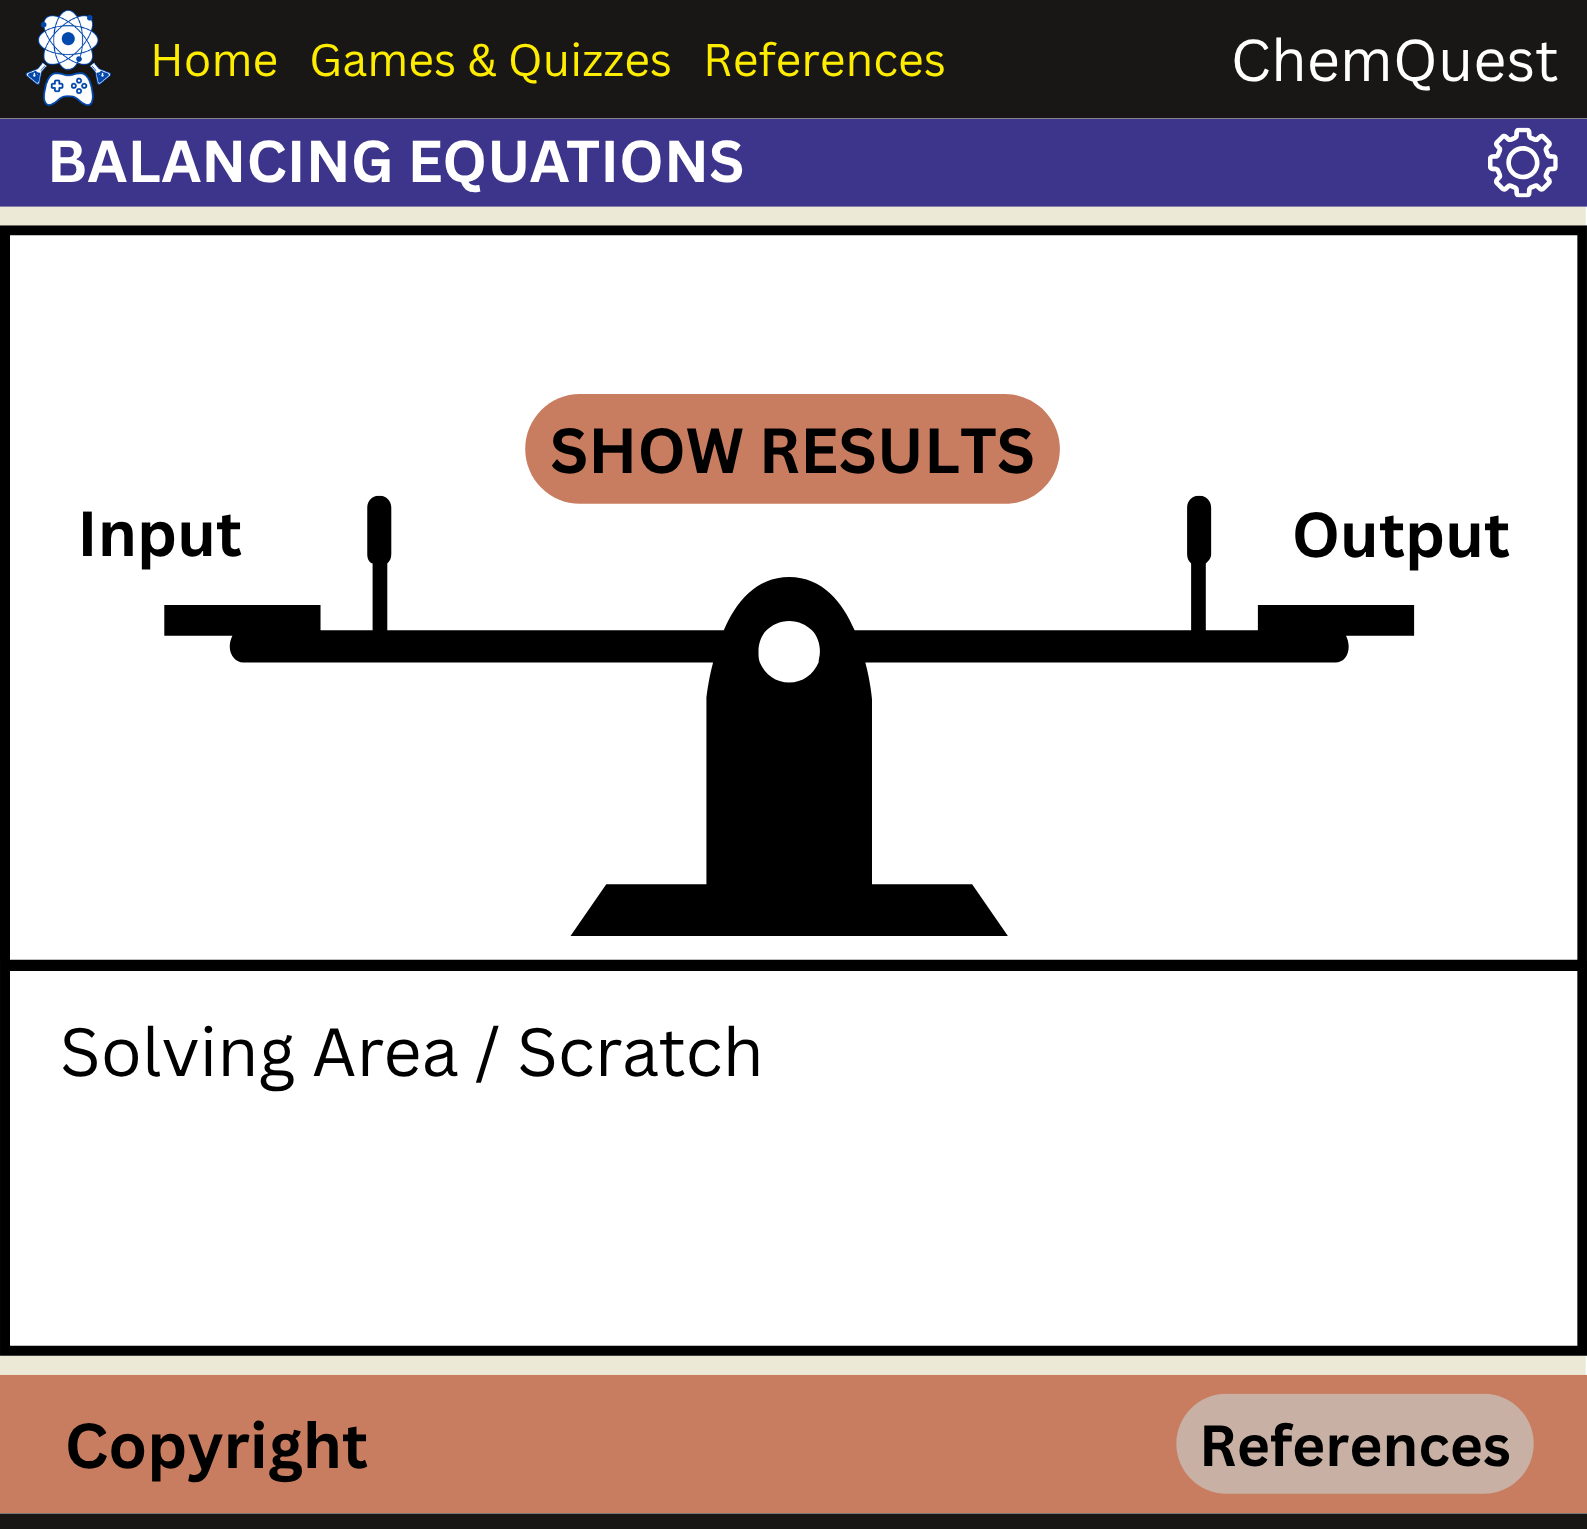 Home Games & Quizzes References ChemQuest
BALANCING EQUATIONS
SHOW RESULTS
Input
Output
Solving Area / Scratch
Copyright
References